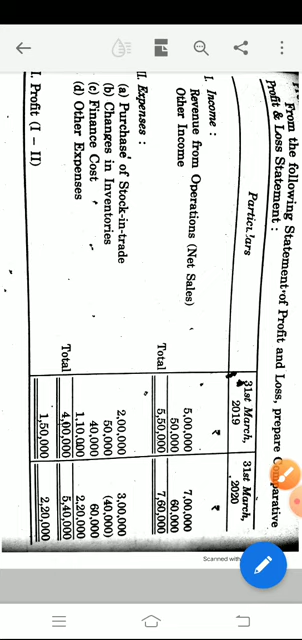 From the following Statement of Profit and Loss, prepare Comparative
Profit & Loss Statement :
Particulars 31st March, 2019 31st March, 2020
₹ ₹
I. Income :
Revenue from Operations (Net Sales) 5,00,000 7,00,000
Other Income 50,000 60,000
Total 5,50,000 7,60,000
II. Expenses :
(a) Purchase of Stock-in-trade 2,00,000 3,00,000
(b) Changes in Inventories 50,000 (40,000)
(c) Finance Cost 40,000 60,000
(d) Other Expenses 1,10,000 2,20,000
Total 4,00,000 5,40,000
I. Profit (I – II) 1,50,000 2,20,000
Scanned with